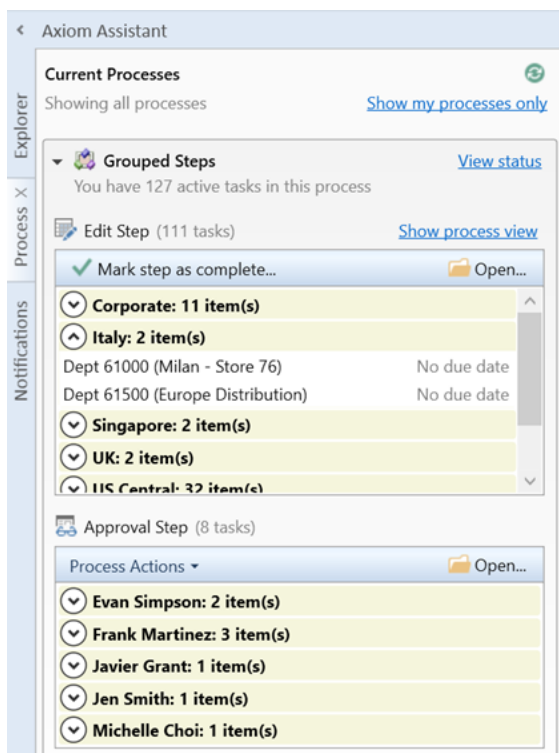 Axiom Assistant
Explorer
Process
Notifications
Current Processes
Showing all processes Show my processes only
Grouped Steps View status
You have 127 active tasks in this process
Edit Step (111 tasks) Show process view
Mark step as complete... Open...
Corporate: 11 item(s)
Italy: 2 item(s)
Dept 61000 (Milan - Store 76) No due date
Dept 61500 (Europe Distribution) No due date
Singapore: 2 item(s)
UK: 2 item(s)
US Central: 32 item(s)
Approval Step (8 tasks)
Process Actions Open...
Evan Simpson: 2 item(s)
Frank Martinez: 3 item(s)
Javier Grant: 1 item(s)
Jen Smith: 1 item(s)
Michelle Choi: 1 item(s)